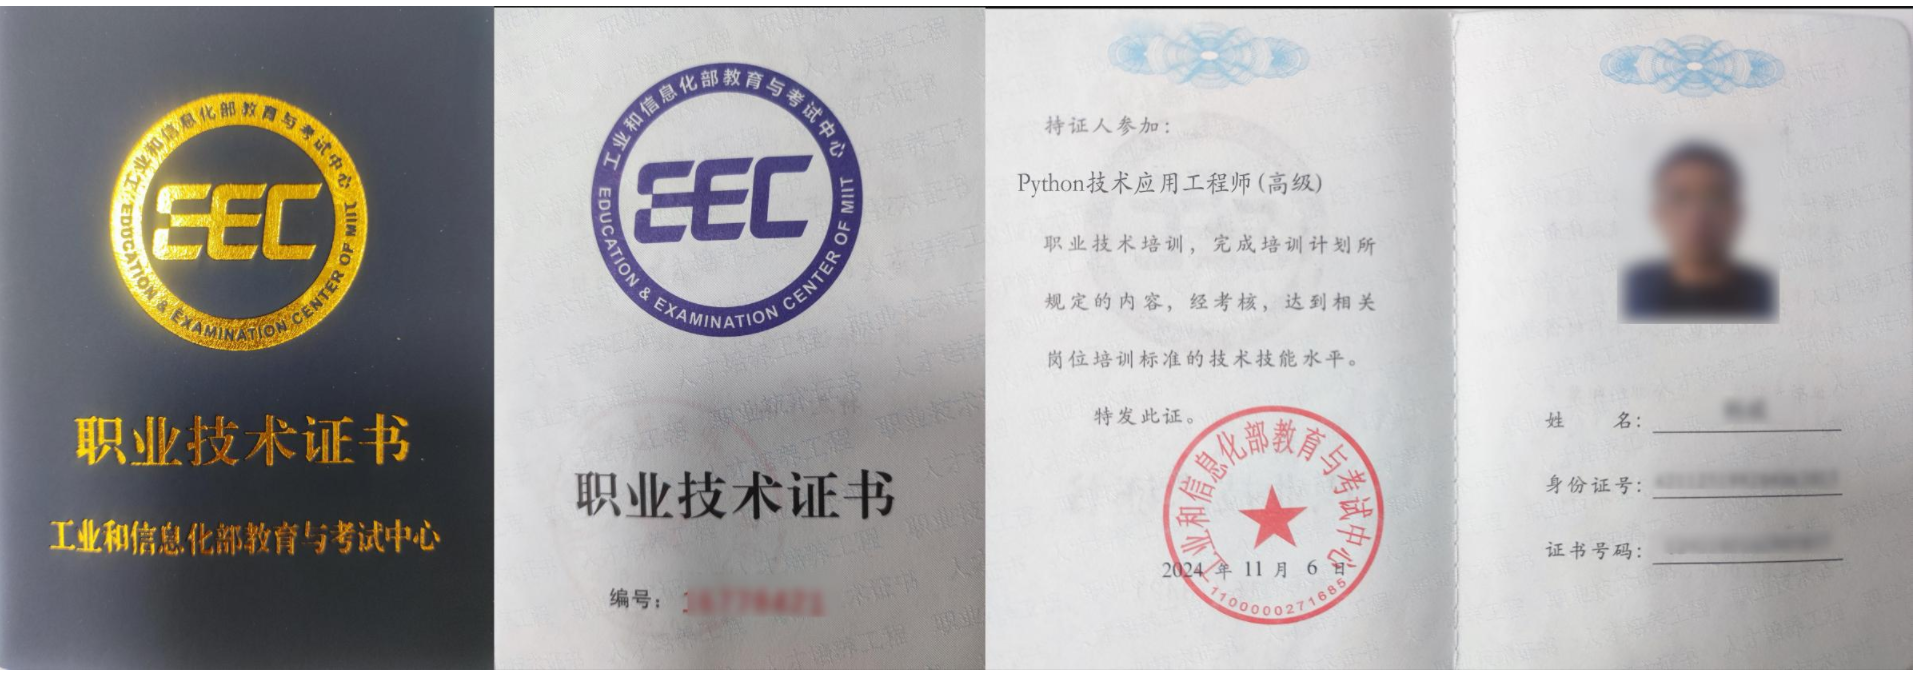 工业和信息化部教育与考试中心
EEC
EDUCATION & EXAMINATION CENTER OF MIIT
职业技术证书
工业和信息化部教育与考试中心
工业和信息化部教育与考试中心
EEC
EDUCATION & EXAMINATION CENTER OF MIIT
职业技术证书
编号：
持证人参加：
Python技术应用工程师(高级)
职业技术培训，完成培训计划所
规定的内容，经考核，达到相关
岗位培训标准的技术技能水平。
特发此证。
工业和信息化部教育与考试中心
2024 年 11 月 6 日
1100000271685
姓 名：
身份证号：
证书号码：